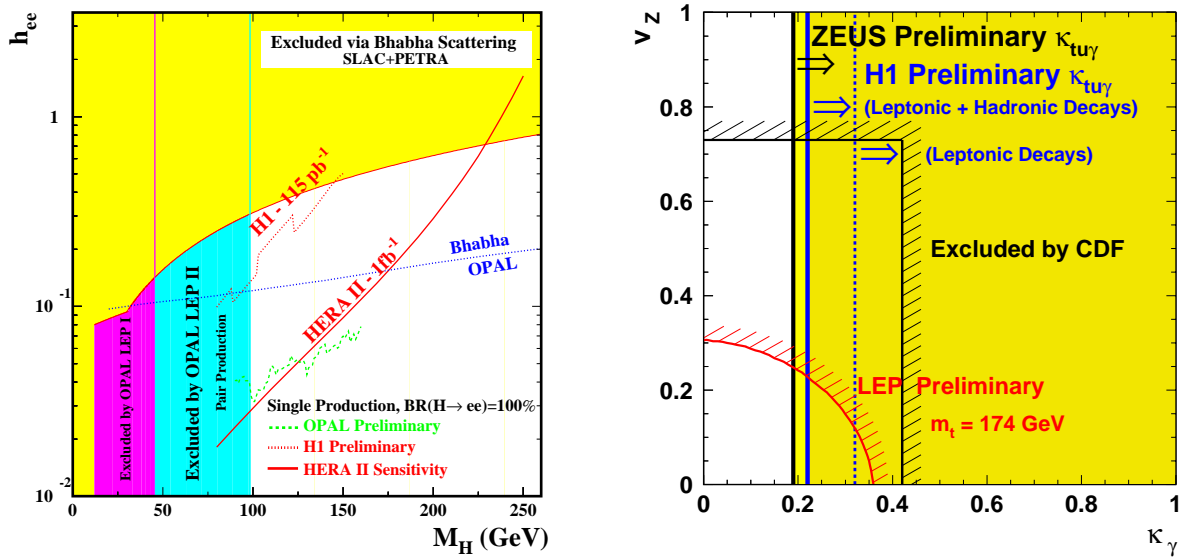 h_ee
Excluded via Bhabha Scattering
SLAC+PETRA
1
10^-1
10^-2
H1 - 115 pb^-1
Bhabha
OPAL
HERA II - 1fb^-1
Excluded by OPAL LEP I
Excluded by OPAL LEP II
Pair Production
Single Production, BR(H→ ee)=100%
OPAL Preliminary
H1 Preliminary
HERA II Sensitivity
0 50 100 150 200 250
M_H (GeV)
v_Z
1
0.8
0.6
0.4
0.2
0
ZEUS Preliminary κ_tuγ
H1 Preliminary κ_tuγ
(Leptonic + Hadronic Decays)
(Leptonic Decays)
Excluded by CDF
LEP Preliminary
m_t = 174 GeV
0 0.2 0.4 0.6 0.8 1
κ_γ